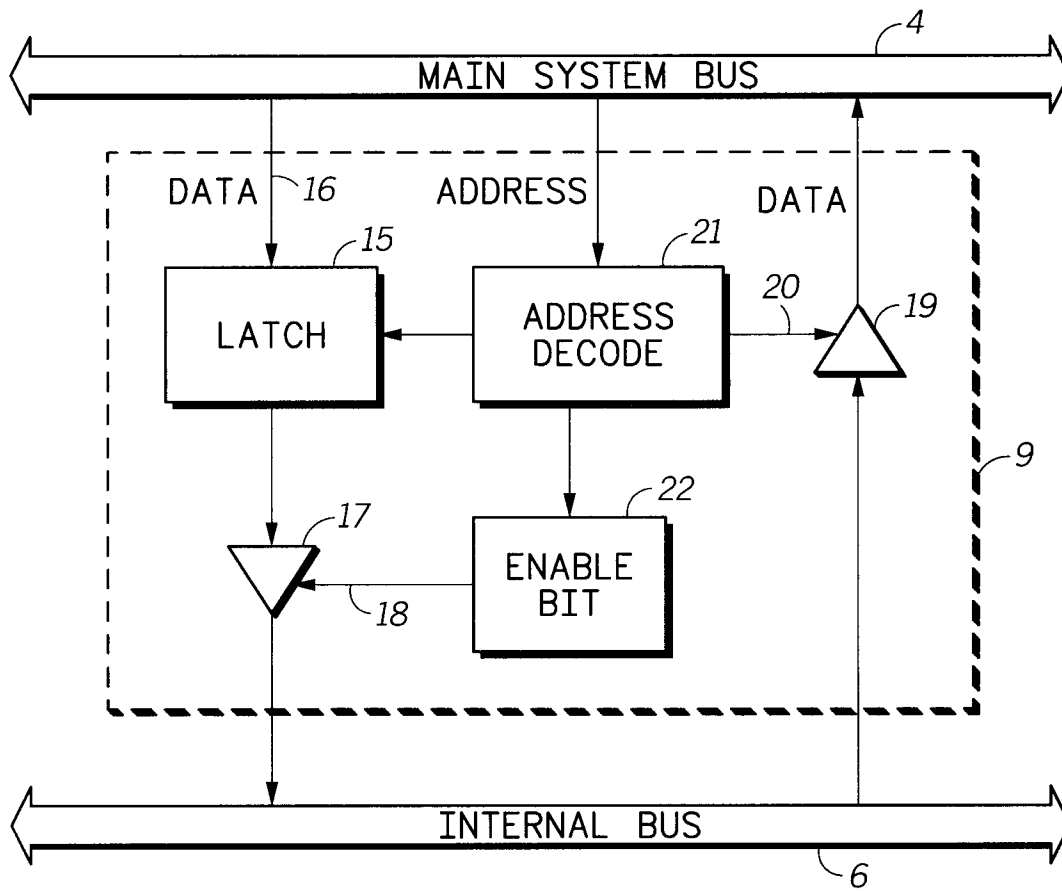 4
MAIN SYSTEM BUS
DATA
16
ADDRESS
DATA
15
21
20
19
LATCH
ADDRESS
DECODE
9
17
22
ENABLE
BIT
18
INTERNAL BUS
6